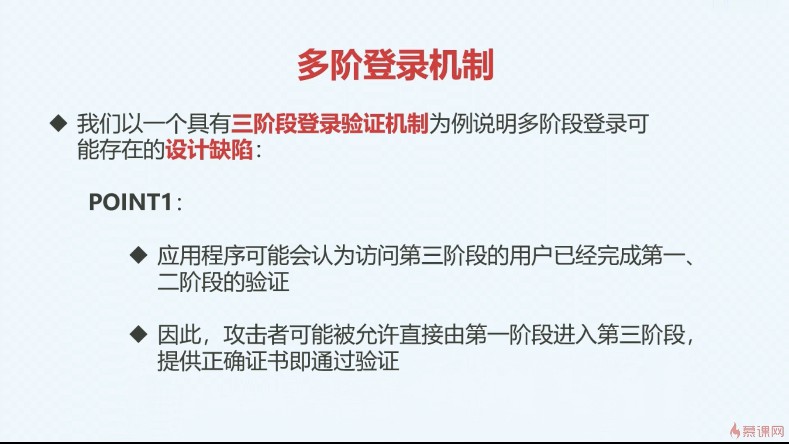 多阶登录机制
◆ 我们以一个具有三阶段登录验证机制为例说明多阶段登录可
能存在的设计缺陷：
POINT1：
◆ 应用程序可能会认为访问第三阶段的用户已经完成第一、
二阶段的验证
◆ 因此，攻击者可能被允许直接由第一阶段进入第三阶段，
提供正确证书即通过验证
慕课网